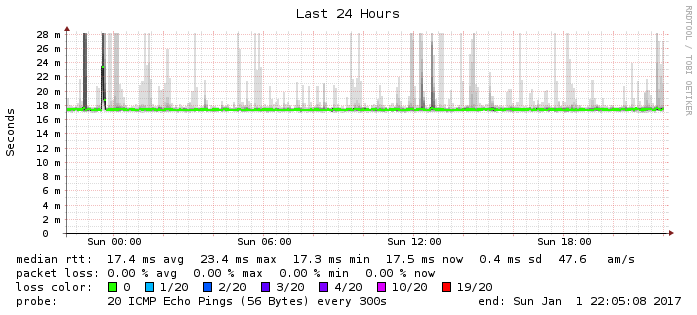 Last 24 Hours
RRDTOOL / TOBI OETIKER
Seconds
28 m
26 m
24 m
22 m
20 m
18 m
16 m
14 m
12 m
10 m
8 m
6 m
4 m
2 m
0
Sun 00:00 Sun 06:00 Sun 12:00 Sun 18:00
median rtt: 17.4 ms avg 23.4 ms max 17.3 ms min 17.5 ms now 0.4 ms sd 47.6 am/s
packet loss: 0.00 % avg 0.00 % max 0.00 % min 0.00 % now
loss color: 0 1/20 2/20 3/20 4/20 10/20 19/20
probe: 20 ICMP Echo Pings (56 Bytes) every 300s end: Sun Jan 1 22:05:08 2017